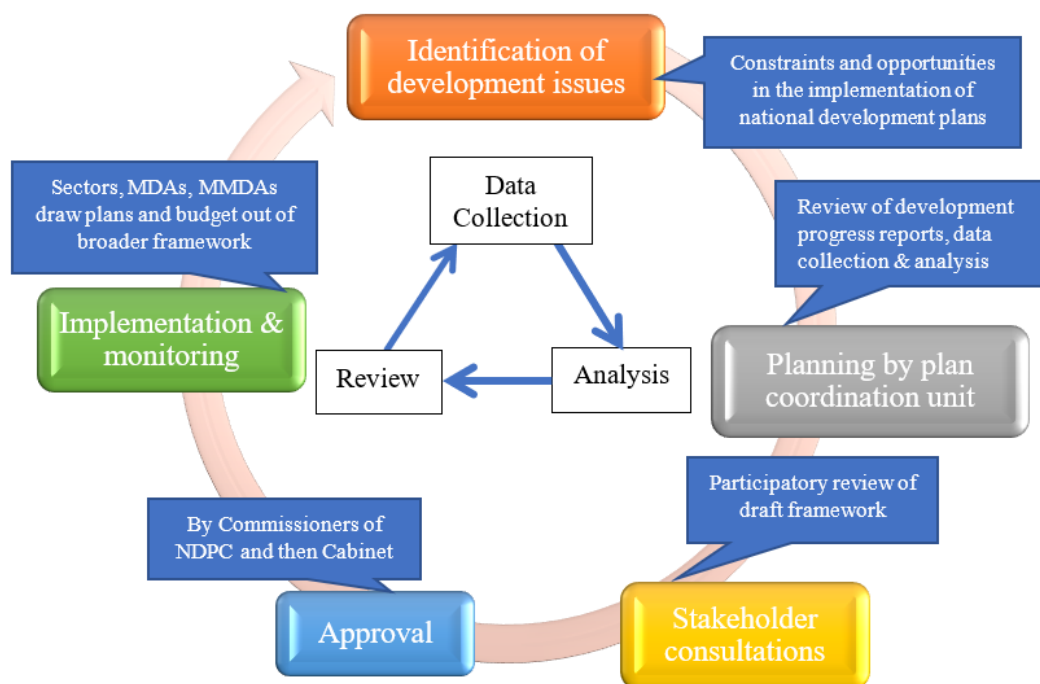 Identification of
development issues
Constraints and opportunities
in the implementation of
national development plans
Data
Collection
Sectors, MDAs, MMDAs
draw plans and budget out of
broader framework
Review of development
progress reports, data
collection & analysis
Implementation &
monitoring
Review
Analysis
Planning by plan
coordination unit
Participatory review of
draft framework
By Commissioners of
NDPC and then Cabinet
Approval
Stakeholder
consultations